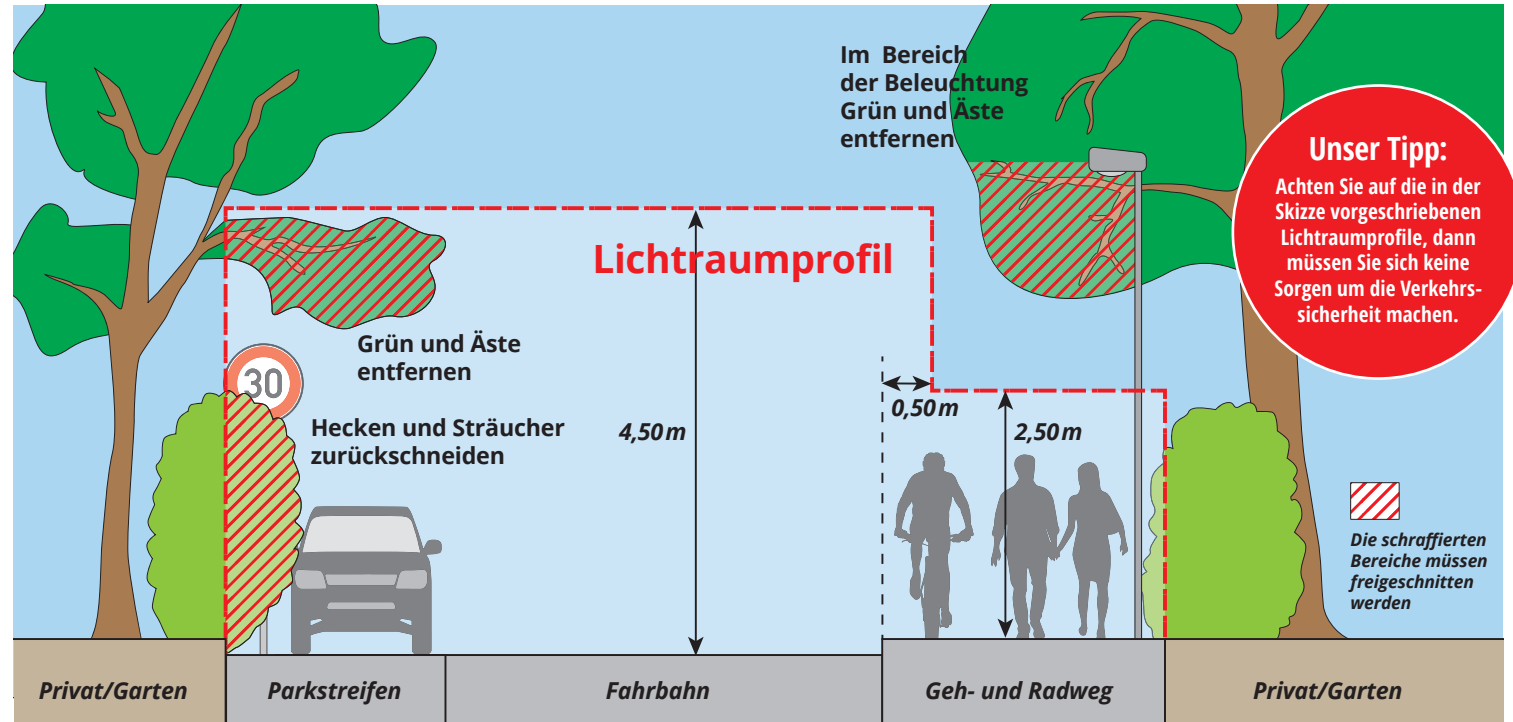 Im Bereich
der Beleuchtung
Grün und Äste
entfernen
Unser Tipp:
Achten Sie auf die in der
Skizze vorgeschriebenen
Lichtraumprofile, dann
müssen Sie sich keine
Sorgen um die Verkehrs-
sicherheit machen.
Lichtraumprofil
Grün und Äste
entfernen
30
Hecken und Sträucher
zurückschneiden
4,50 m
0,50 m
2,50 m
Die schraffierten
Bereiche müssen
freigeschnitten
werden
Privat/Garten
Parkstreifen
Fahrbahn
Geh- und Radweg
Privat/Garten